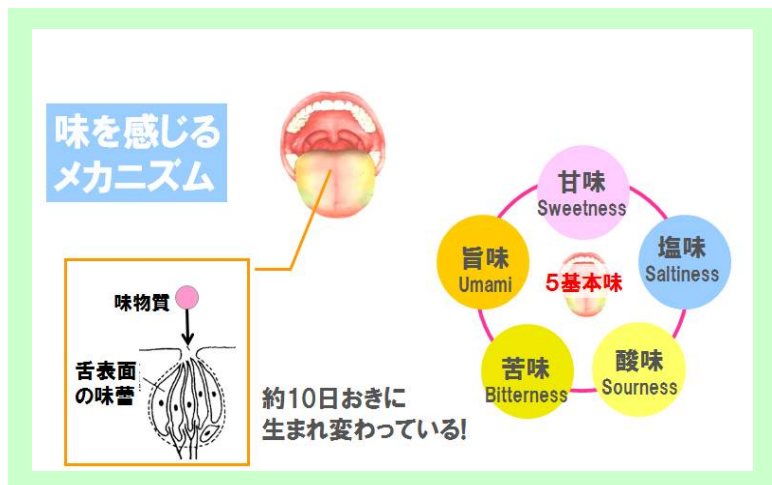 味を感じる
メカニズム
味物質
舌表面
の味蕾
約10日おきに
生まれ変わっている!
甘味
Sweetness
塩味
Saltiness
酸味
Sourness
苦味
Bitterness
旨味
Umami
5基本味